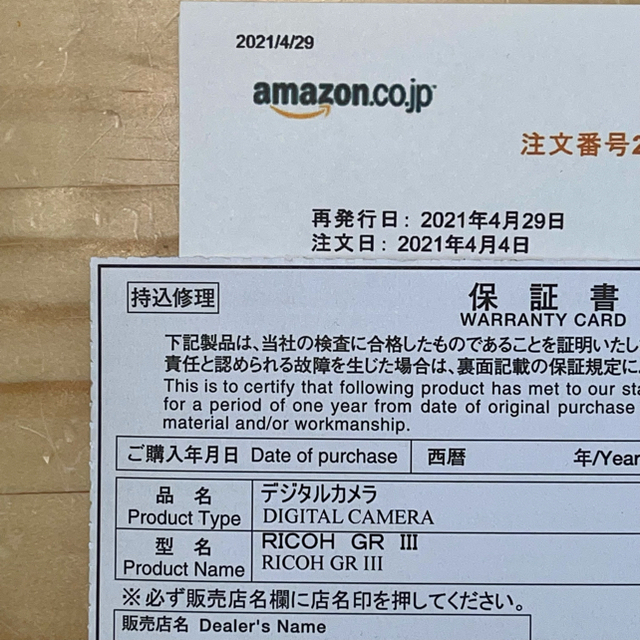 2021/4/29
amazon.co.jp
注文番号2
再発行日： 2021年4月29日
注文日： 2021年4月4日
持込修理
保 証 書
WARRANTY CARD
下記製品は、当社の検査に合格したものであることを証明いたし
責任と認められる故障を生じた場合は、裏面記載の保証規定に
This is to certify that following product has met to our sta
for a period of one year from date of original purchase
material and/or workmanship.
ご購入年月日 Date of purchase 西暦 年/Year
品 名 デジタルカメラ
Product Type DIGITAL CAMERA
型 名 RICOH GR III
Product Name RICOH GR III
※必ず販売店名欄に店名印を押してください。
販売店名 Dealer's Name